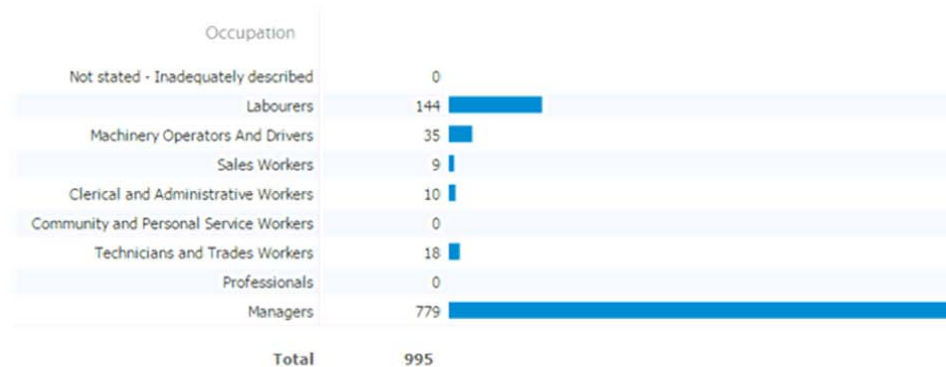 Occupation
Not stated - Inadequately described 0
Labourers 144
Machinery Operators And Drivers 35
Sales Workers 9
Clerical and Administrative Workers 10
Community and Personal Service Workers 0
Technicians and Trades Workers 18
Professionals 0
Managers 779
Total 995